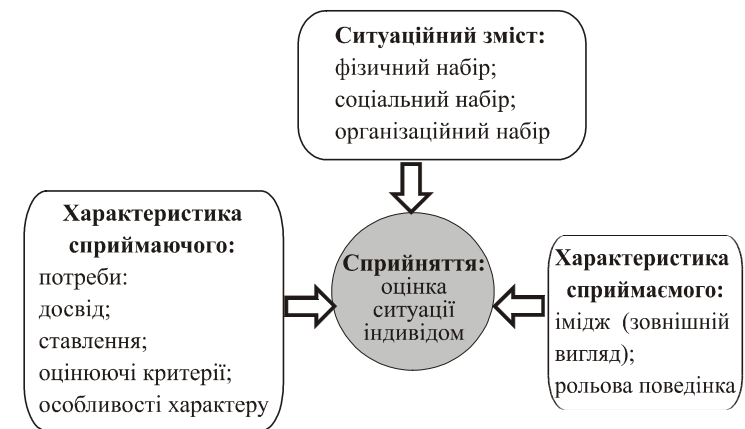 Ситуаційний зміст:
фізичний набір;
соціальний набір;
організаційний набір
Характеристика
сприймаючого:
потреби:
досвід;
ставлення;
оцінюючі критерії;
особливості характеру
Сприйняття:
оцінка
ситуації
індивідом
Характеристика
сприймаємого:
імідж (зовнішній
вигляд);
рольова поведінка